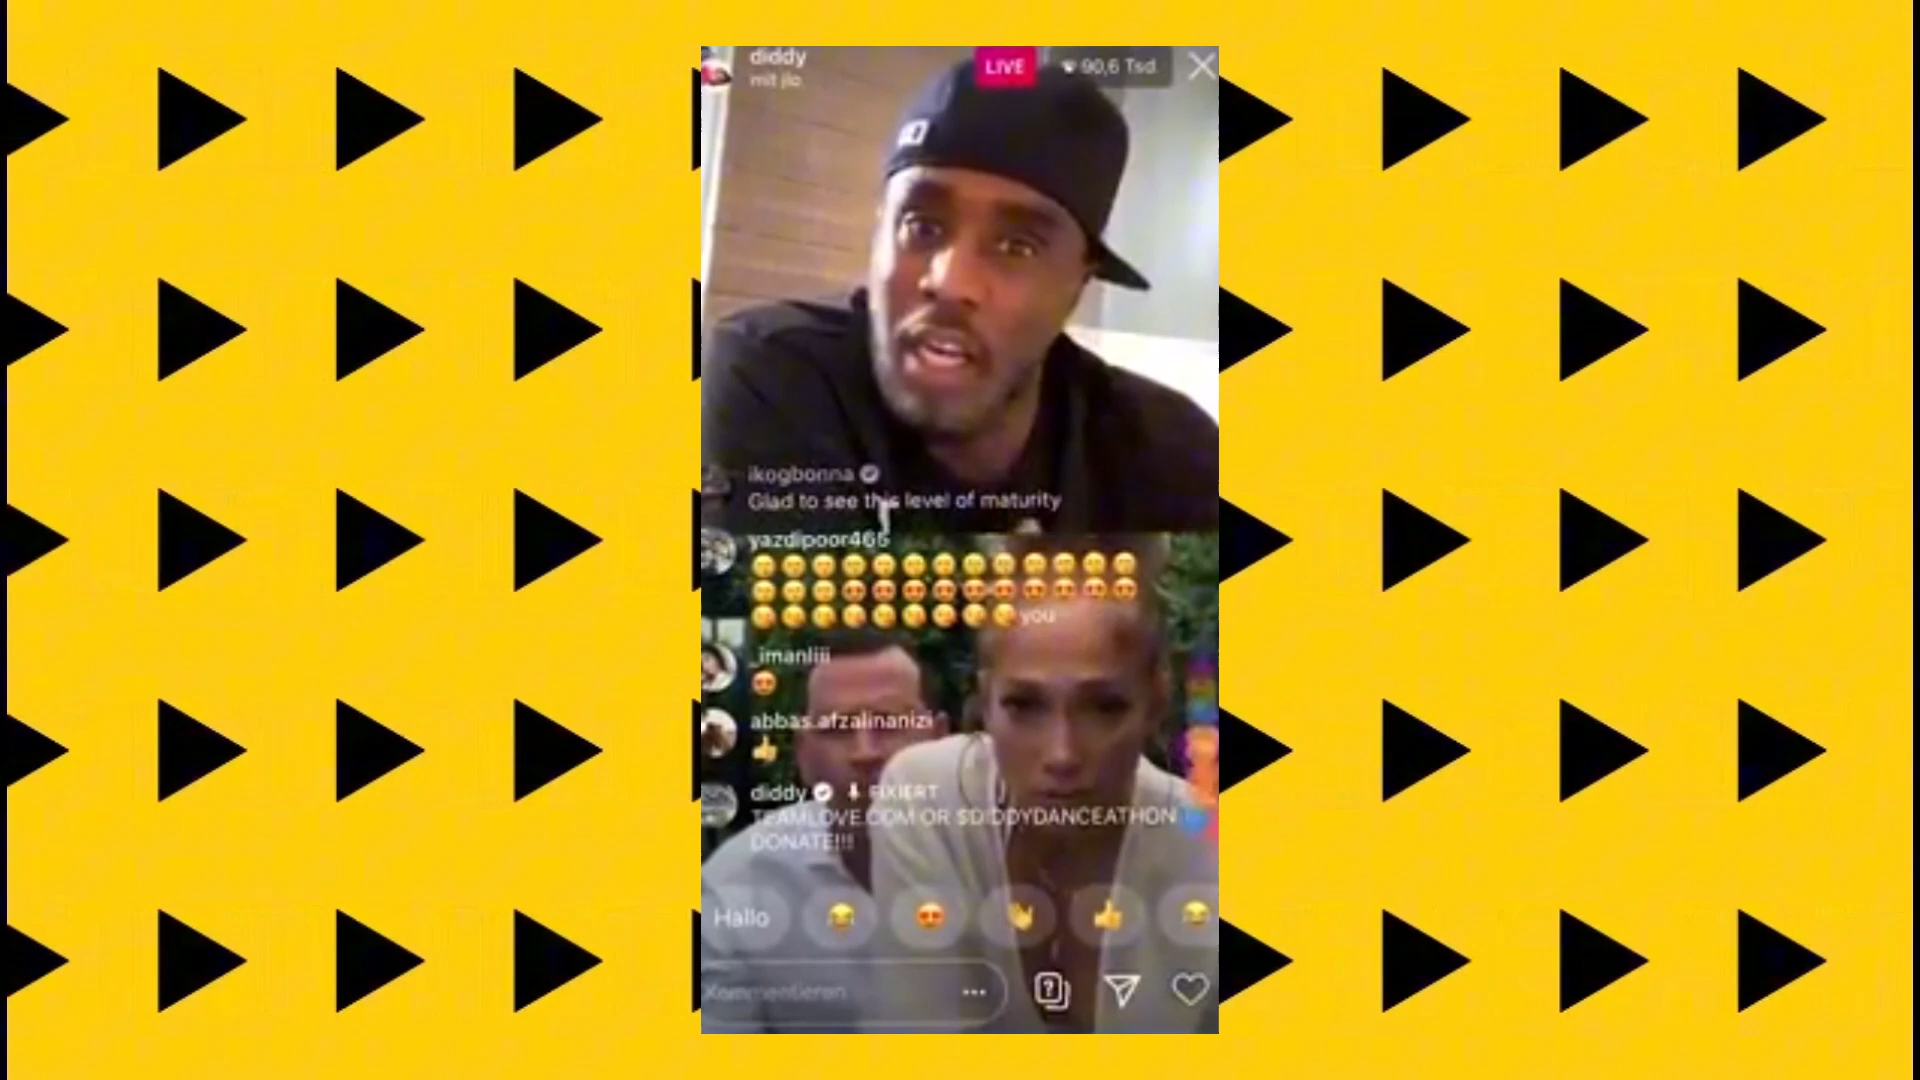 diddy
mit jlo
LIVE
90,6 Tsd.
ikogbonna
Glad to see this level of maturity
yazdipoor465
you
_imanliii
abbas.afzalinanizi
diddy FIXIERT
TEAMLOVE.COM OR $DIDDYDANCEATHON
DONATE!!!
Hallo
Kommentieren